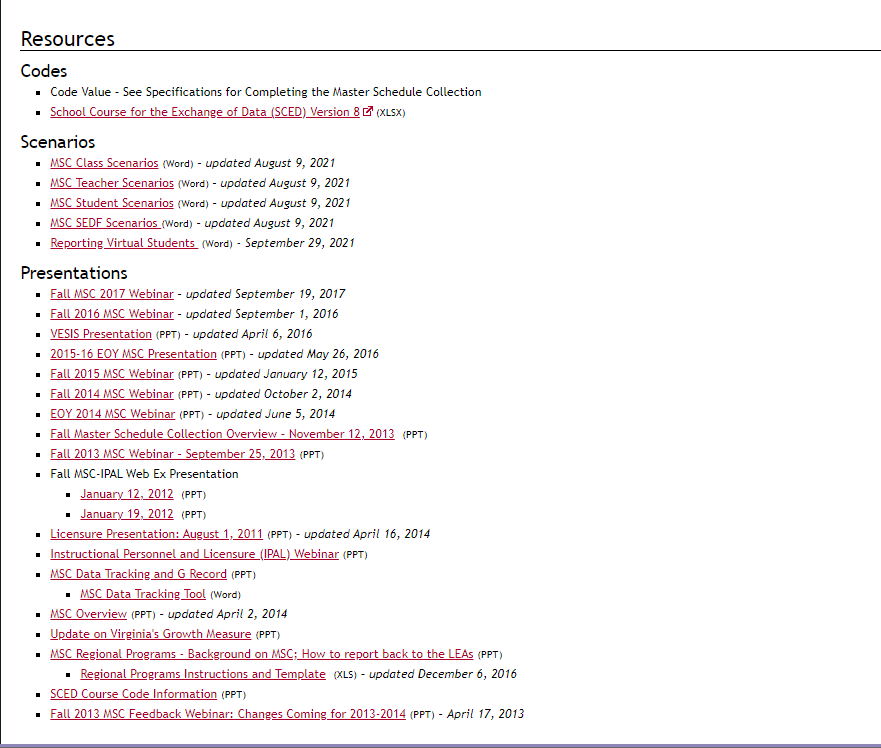 Resources
Codes
Code Value - See Specifications for Completing the Master Schedule Collection
School Course for the Exchange of Data (SCED) Version 8 (XLSX)
Scenarios
MSC Class Scenarios (Word) - updated August 9, 2021
MSC Teacher Scenarios (Word) - updated August 9, 2021
MSC Student Scenarios (Word) - updated August 9, 2021
MSC SEDF Scenarios (Word) - updated August 9, 2021
Reporting Virtual Students (Word) - September 29, 2021
Presentations
Fall MSC 2017 Webinar - updated September 19, 2017
Fall 2016 MSC Webinar - updated September 1, 2016
VESIS Presentation (PPT) - updated April 6, 2016
2015-16 EOY MSC Presentation (PPT) - updated May 26, 2016
Fall 2015 MSC Webinar (PPT) - updated January 12, 2015
Fall 2014 MSC Webinar (PPT) - updated October 2, 2014
EOY 2014 MSC Webinar (PPT) - updated June 5, 2014
Fall Master Schedule Collection Overview - November 12, 2013 (PPT)
Fall 2013 MSC Webinar - September 25, 2013 (PPT)
Fall MSC-IPAL Web Ex Presentation
January 12, 2012 (PPT)
January 19, 2012 (PPT)
Licensure Presentation: August 1, 2011 (PPT) - updated April 16, 2014
Instructional Personnel and Licensure (IPAL) Webinar (PPT)
MSC Data Tracking and G Record (PPT)
MSC Data Tracking Tool (Word)
MSC Overview (PPT) - updated April 2, 2014
Update on Virginia's Growth Measure (PPT)
MSC Regional Programs - Background on MSC; How to report back to the LEAs (PPT)
Regional Programs Instructions and Template (XLS) - updated December 6, 2016
SCED Course Code Information (PPT)
Fall 2013 MSC Feedback Webinar: Changes Coming for 2013-2014 (PPT) - April 17, 2013